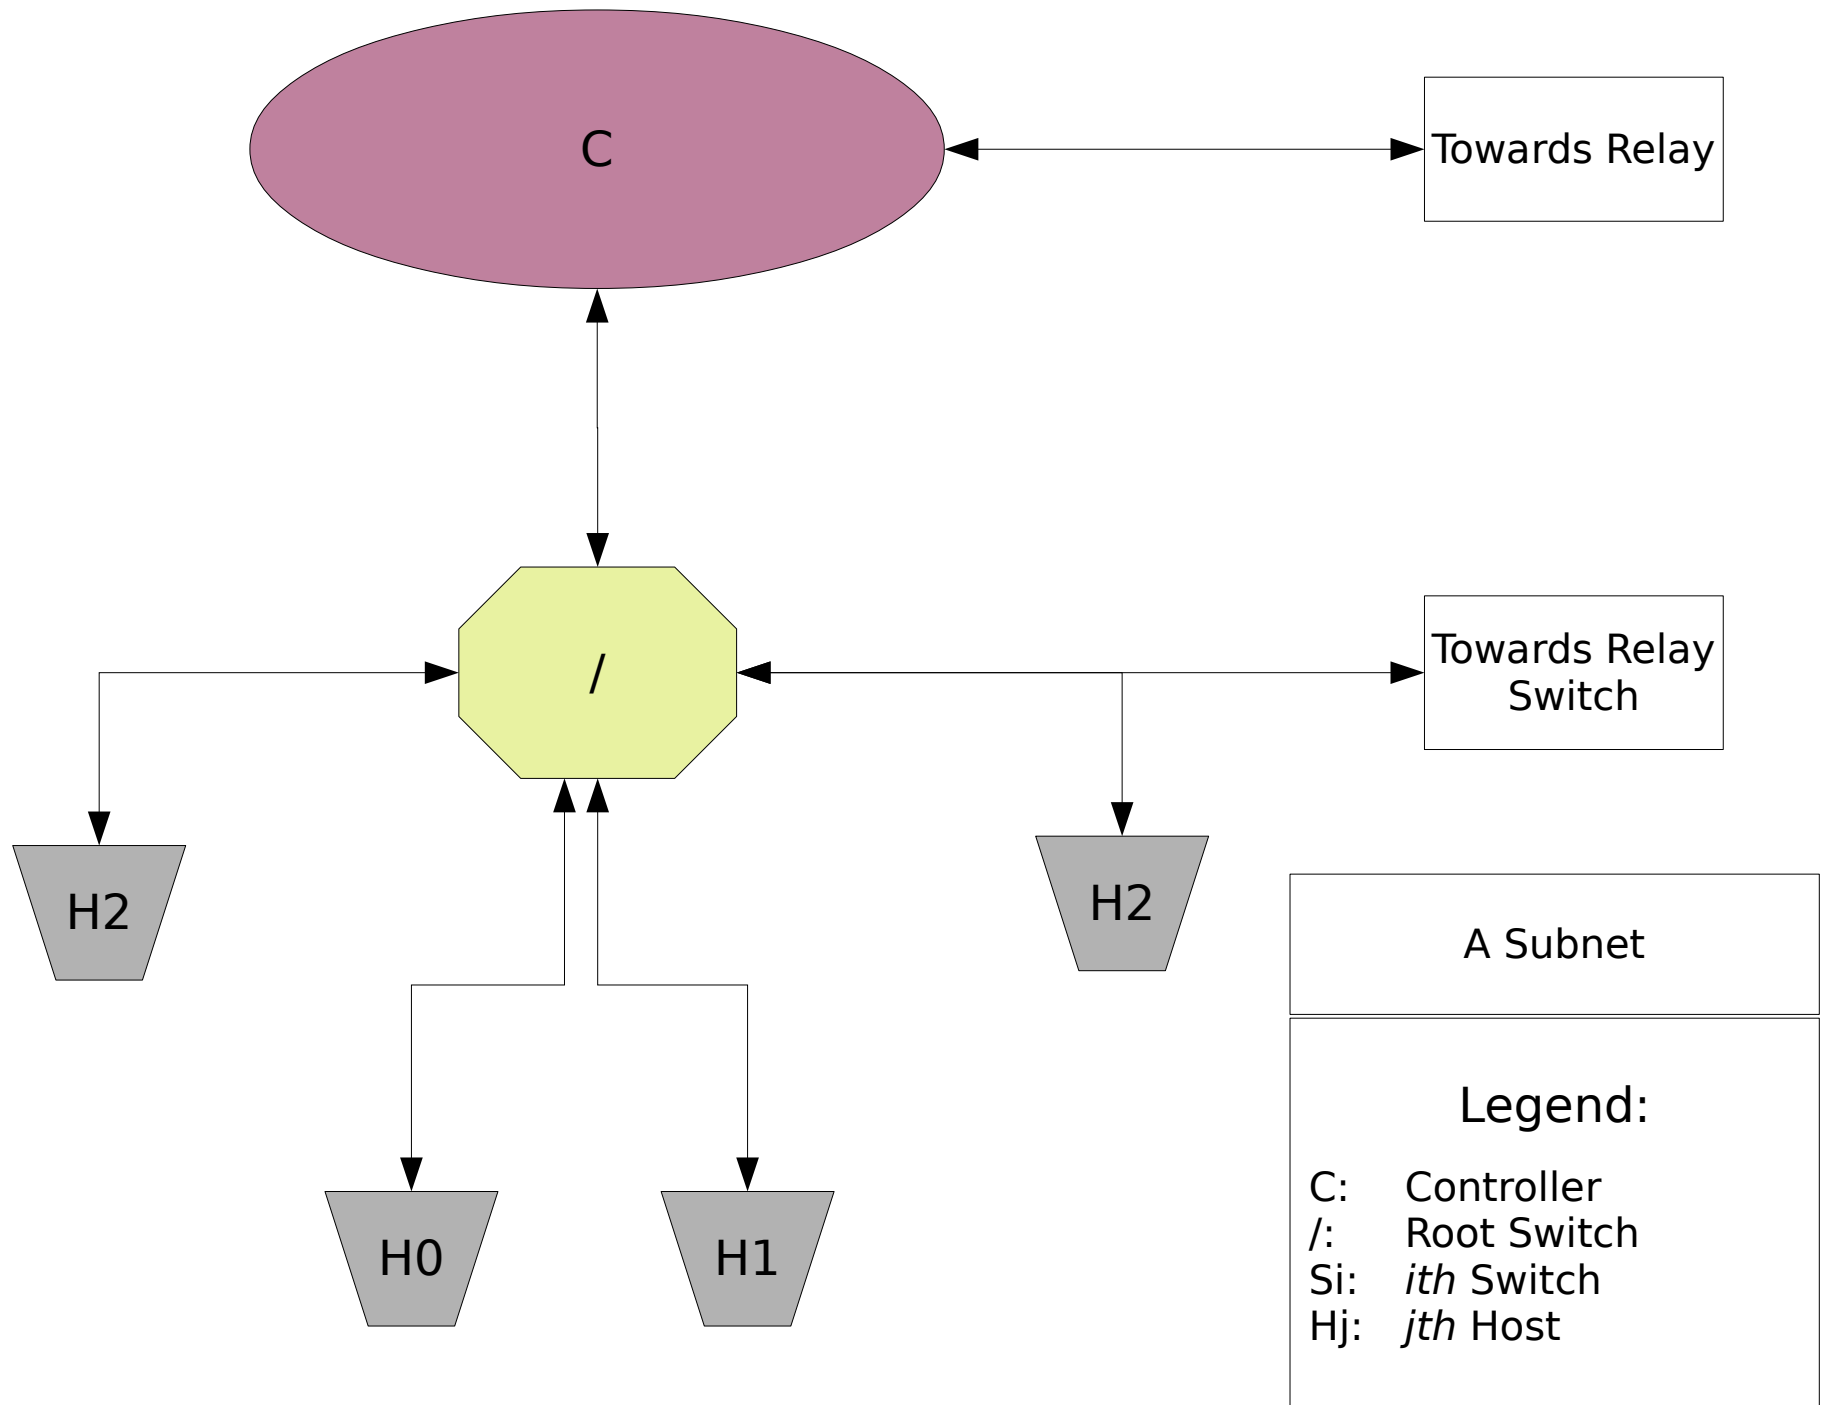 C
Towards Relay
/
Towards Relay
Switch
H2
H2
H0
H1
A Subnet
Legend:
C: Controller
/: Root Switch
Si: ith Switch
Hj: jth Host